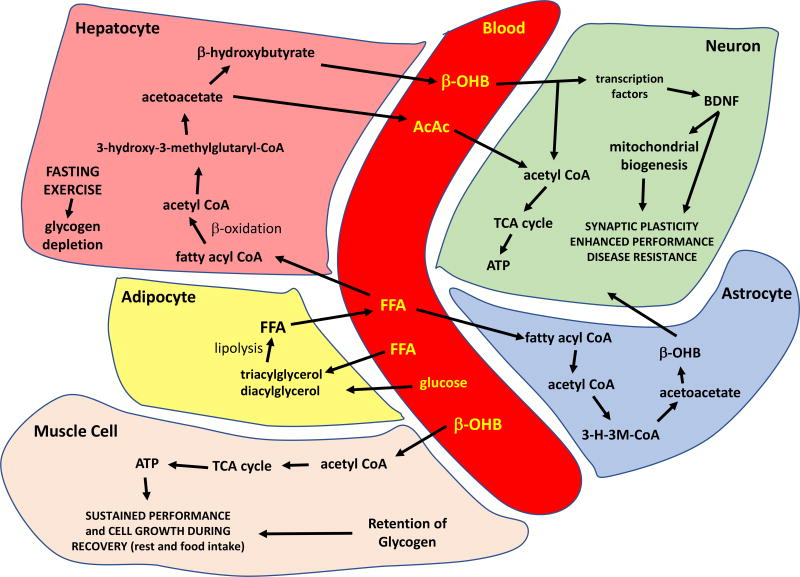 Hepatocyte
β-hydroxybutyrate
acetoacetate
3-hydroxy-3-methylglutaryl-CoA
FASTING
EXERCISE
glycogen
depletion
acetyl CoA
β-oxidation
fatty acyl CoA
Blood
β-OHB
AcAc
FFA
FFA
glucose
β-OHB
Neuron
transcription
factors
BDNF
mitochondrial
biogenesis
acetyl CoA
TCA cycle
ATP
SYNAPTIC PLASTICITY
ENHANCED PERFORMANCE
DISEASE RESISTANCE
Adipocyte
FFA
lipolysis
triacylglycerol
diacylglycerol
Astrocyte
fatty acyl CoA
β-OHB
acetyl CoA
acetoacetate
3-H-3M-CoA
Muscle Cell
ATP
TCA cycle
acetyl CoA
SUSTAINED PERFORMANCE
and CELL GROWTH DURING
RECOVERY (rest and food intake)
Retention of
Glycogen